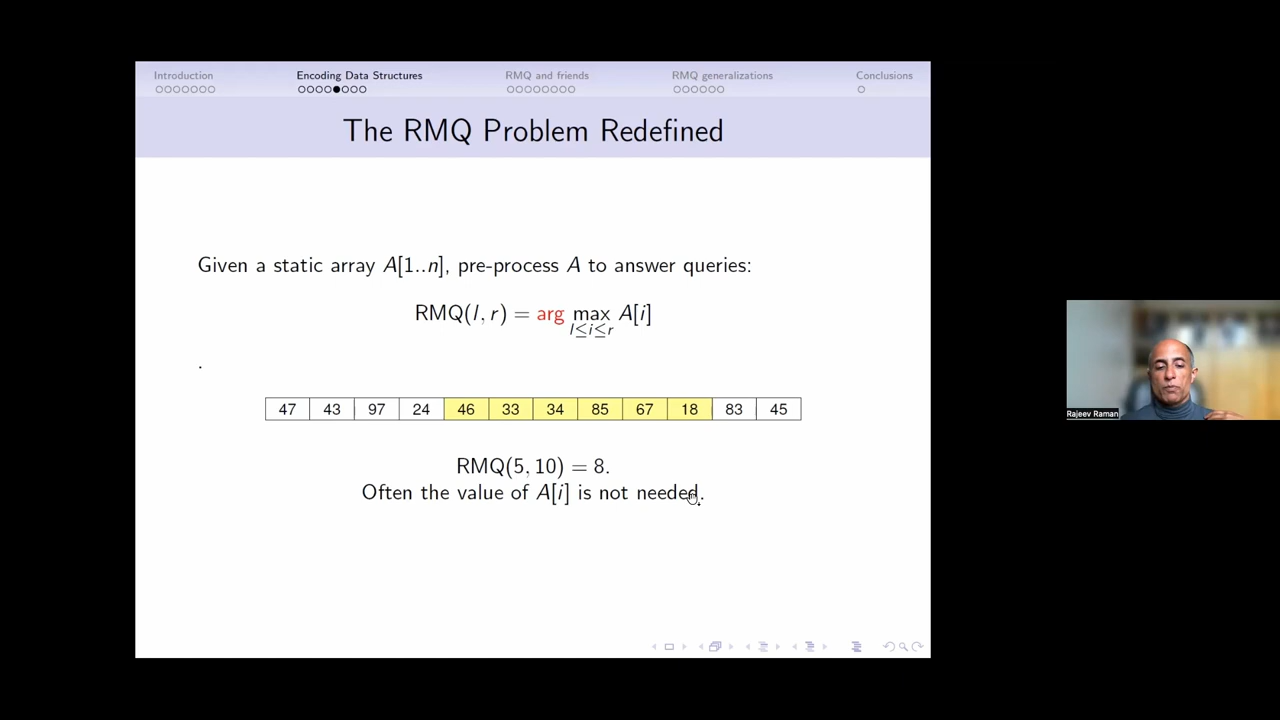 Introduction Encoding Data Structures RMQ and friends RMQ generalizations Conclusions
The RMQ Problem Redefined
Given a static array A[1..n], pre-process A to answer queries:
RMQ(l, r) = arg max A[i]
l≤i≤r
.
47 43 97 24 46 33 34 85 67 18 83 45
RMQ(5, 10) = 8.
Often the value of A[i] is not needed.
Rajeev Raman